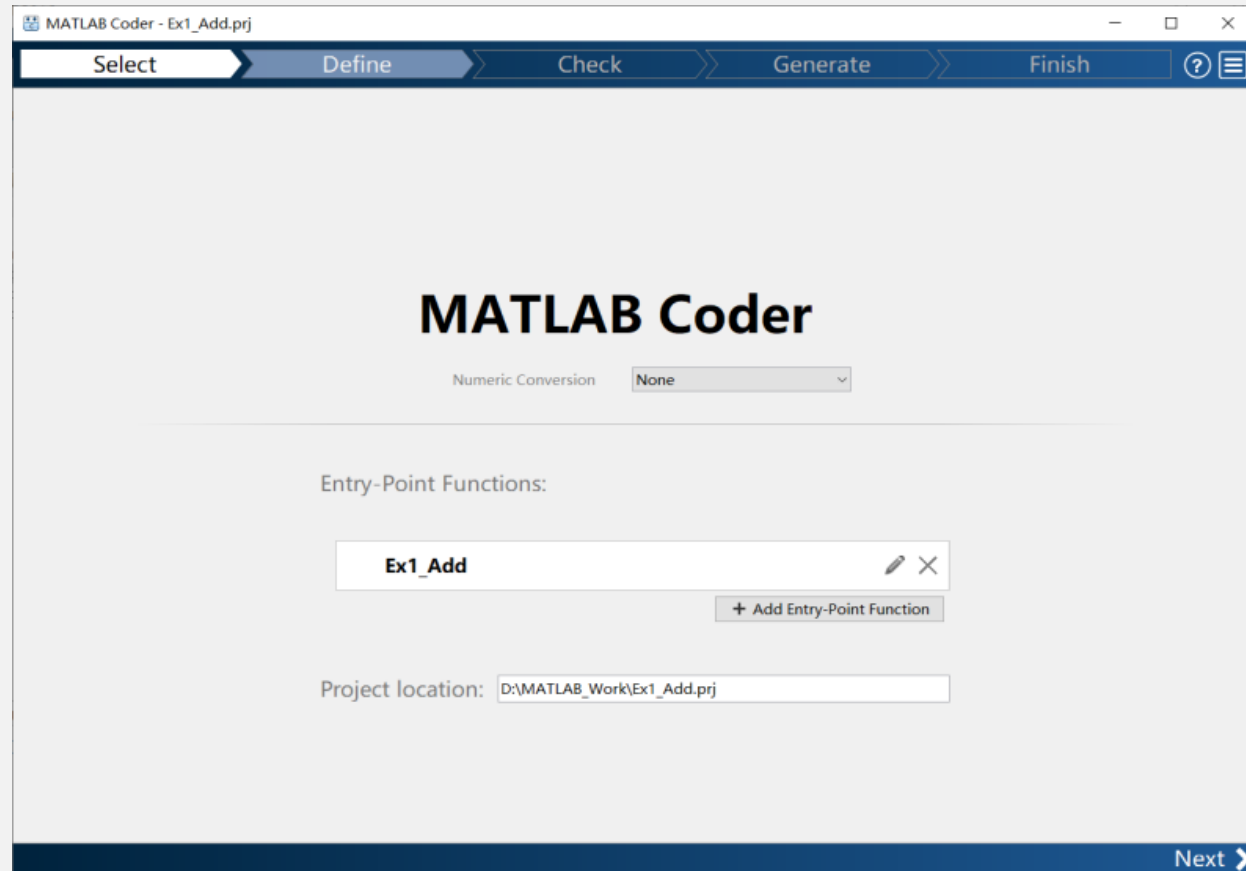 MATLAB Coder - Ex1_Add.prj
Select Define Check Generate Finish ?
MATLAB Coder
Numeric Conversion None
Entry-Point Functions:
Ex1_Add
+ Add Entry-Point Function
Project location: D:\MATLAB_Work\Ex1_Add.prj
Next